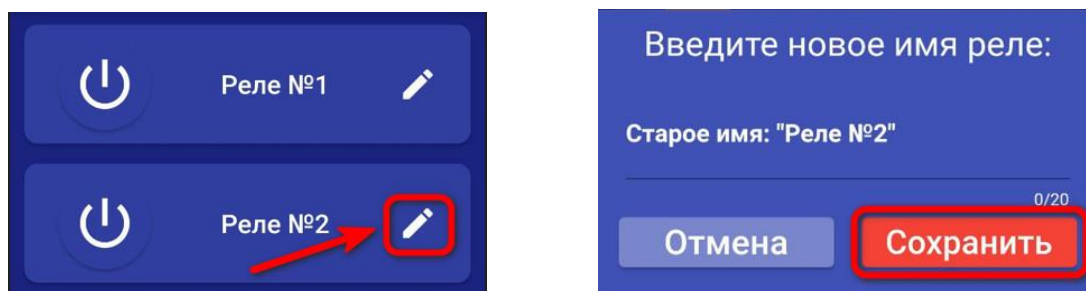 Реле №1
Реле №2
Введите новое имя реле:
Старое имя: "Реле №2"
0/20
Отмена
Сохранить